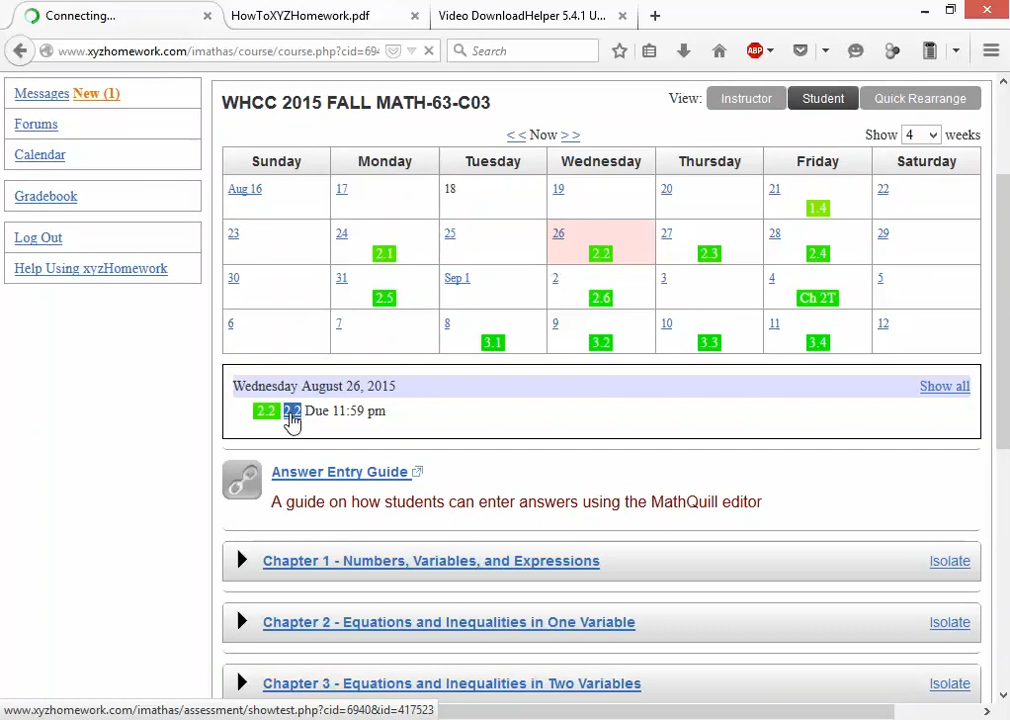 Connecting...
HowToXYZHomework.pdf
Video DownloadHelper 5.4.1 U...
www.xyzhomework.com/imathas/course/course.php?cid=694
Search
ABP
Messages New (1)
Forums
Calendar
Gradebook
Log Out
Help Using xyzHomework
WHCC 2015 FALL MATH-63-C03
View: Instructor Student Quick Rearrange
<< Now >>
Show 4 weeks
Sunday Monday Tuesday Wednesday Thursday Friday Saturday
Aug 16 17 18 19 20 21 22
1.4
23 24 25 26 27 28 29
2.1 2.2 2.3 2.4
30 31 Sep 1 2 3 4 5
2.5 2.6 Ch 2T
6 7 8 9 10 11 12
3.1 3.2 3.3 3.4
Wednesday August 26, 2015 Show all
2.2 2.2 Due 11:59 pm
Answer Entry Guide
A guide on how students can enter answers using the MathQuill editor
Chapter 1 - Numbers, Variables, and Expressions Isolate
Chapter 2 - Equations and Inequalities in One Variable Isolate
Chapter 3 - Equations and Inequalities in Two Variables Isolate
www.xyzhomework.com/imathas/assessment/showtest.php?cid=6940&id=417523